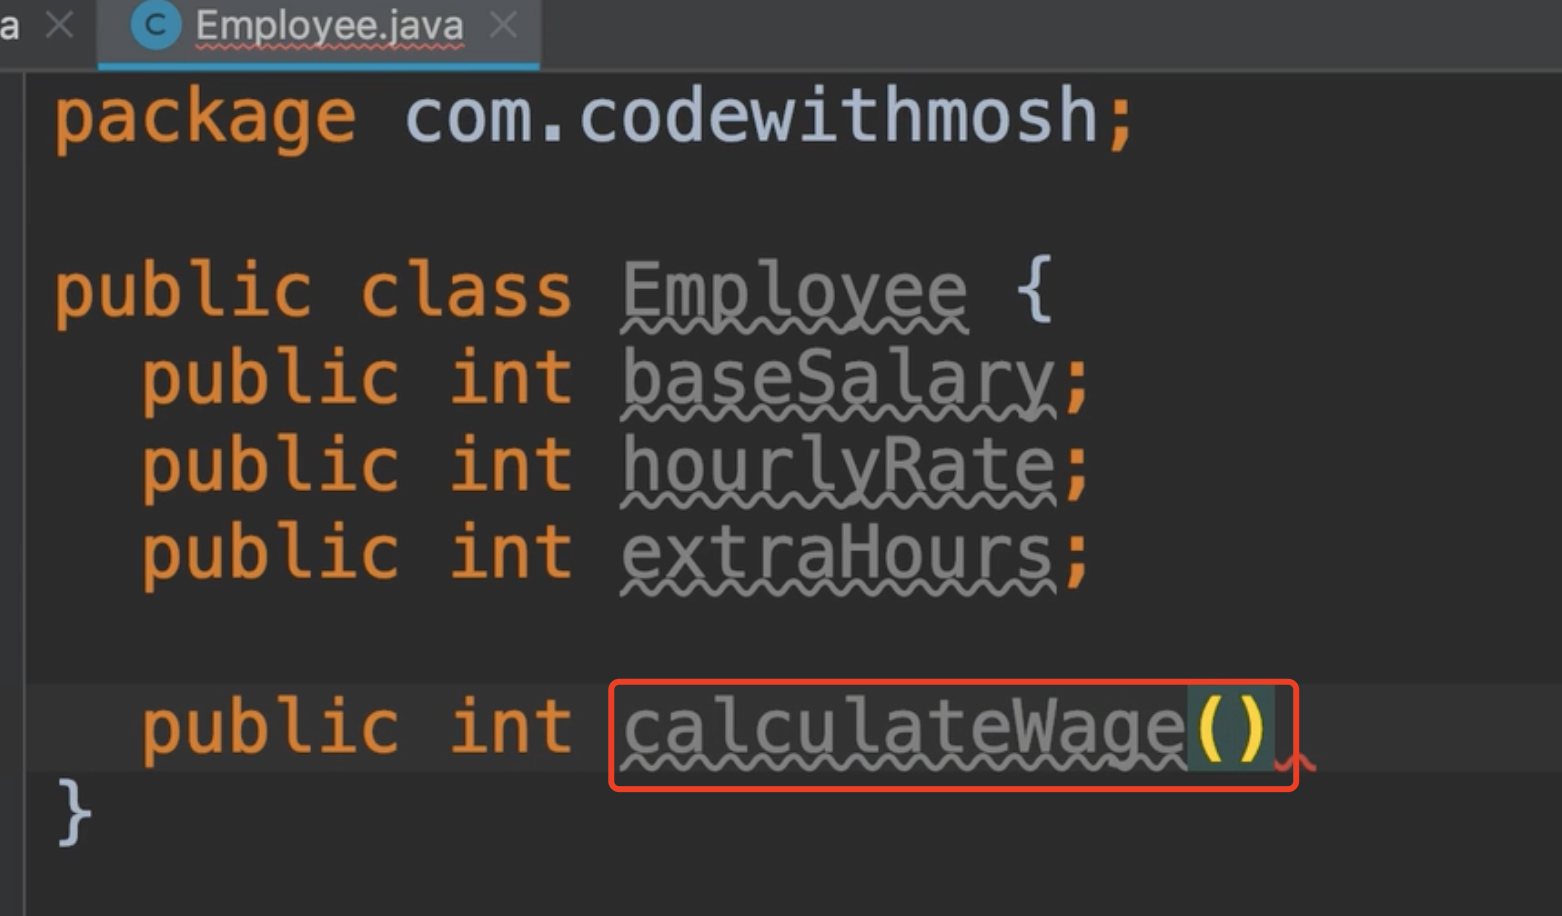 a
C Employee.java
package com.codewithmosh;
public class Employee {
public int baseSalary;
public int hourlyRate;
public int extraHours;
public int calculateWage()
}